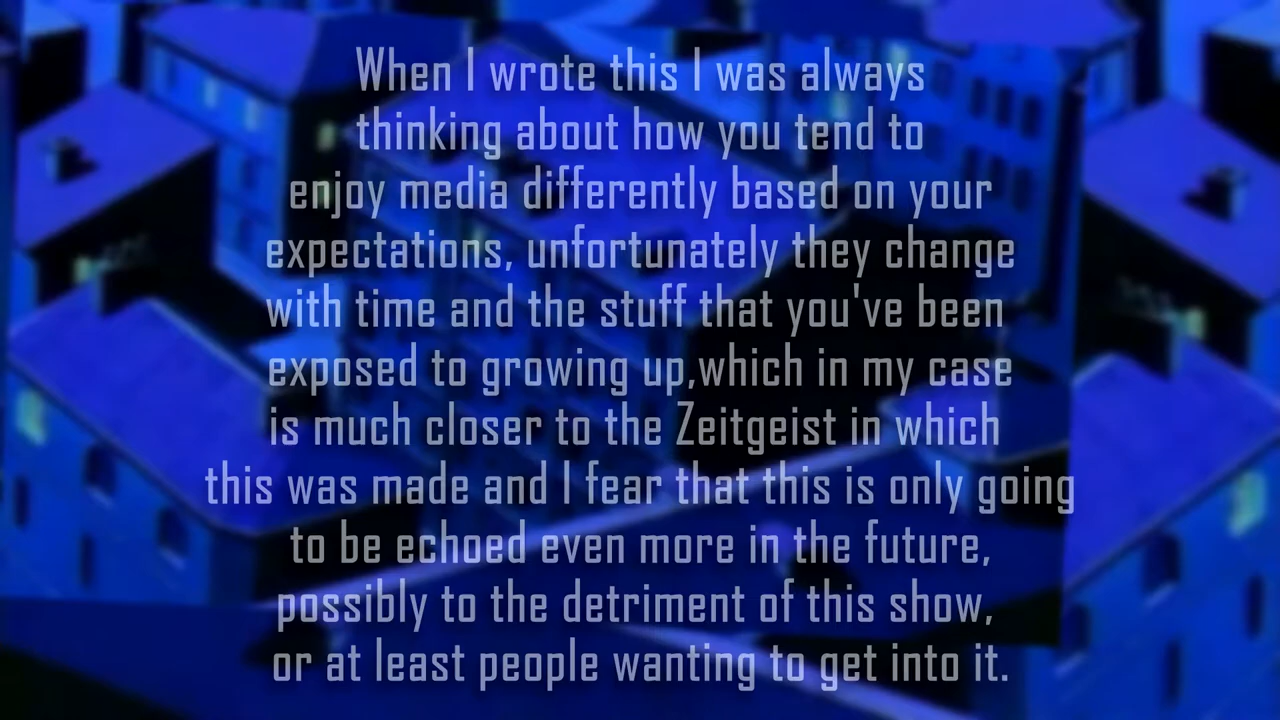 When I wrote this I was always
thinking about how you tend to
enjoy media differently based on your
expectations, unfortunately they change
with time and the stuff that you've been
exposed to growing up,which in my case
is much closer to the Zeitgeist in which
this was made and I fear that this is only going
to be echoed even more in the future,
possibly to the detriment of this show,
or at least people wanting to get into it.